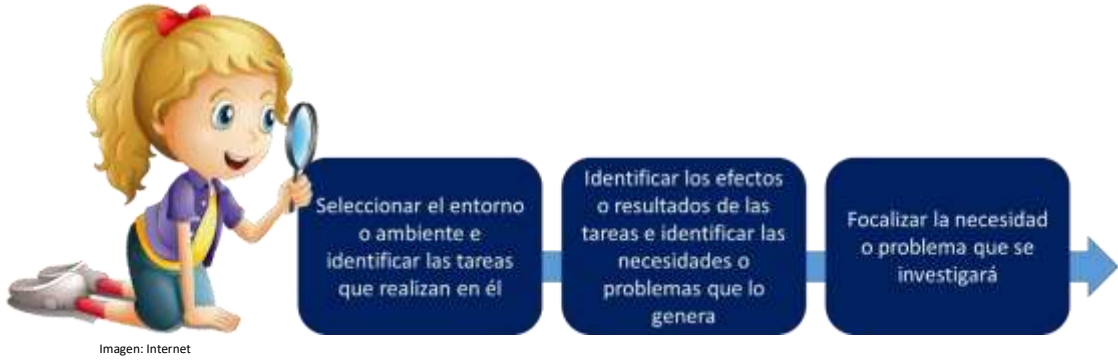 Seleccionar el entorno
o ambiente e
identificar las tareas
que realizan en él
Identificar los efectos
o resultados de las
tareas e identificar las
necesidades o
problemas que lo
genera
Focalizar la necesidad
o problema que se
investigará
Imagen: Internet